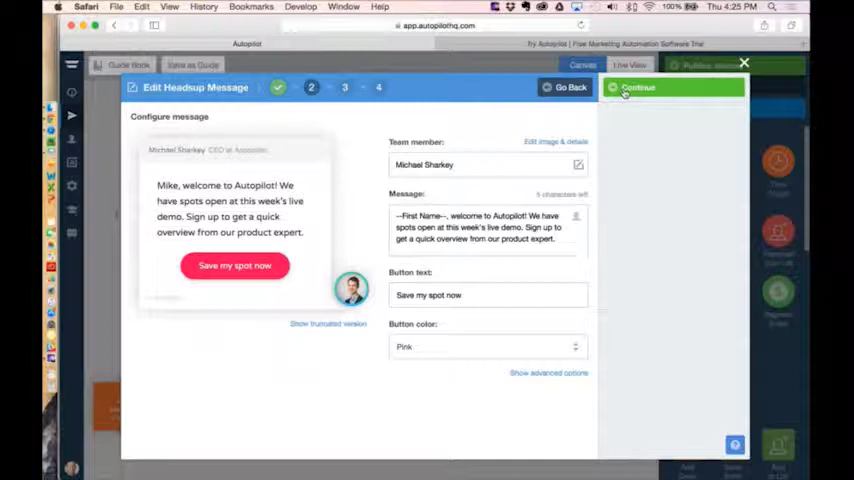 Safari File Edit View History Bookmarks Develop Window Help
100% Thu 4:25 PM
app.autopilothq.com
Autopilot
Try Autopilot | Free Marketing Automation Software Trial
Guide Book
Save as Guide
Canvas
Live View
Edit Headsup Message
2
3
4
Go Back
Continue
Configure message
Michael Sharkey CEO at Autopilot
Mike, welcome to Autopilot! We
have spots open at this week's live
demo. Sign up to get a quick
overview from our product expert.
Save my spot now
Show truncated version
Team member:
Edit image & details
Michael Sharkey
Message:
5 characters left
--First Name--, welcome to Autopilot! We have
spots open at this week's live demo. Sign up to
get a quick overview from our product expert.
Button text:
Save my spot now
Button color:
Pink
Show advanced options